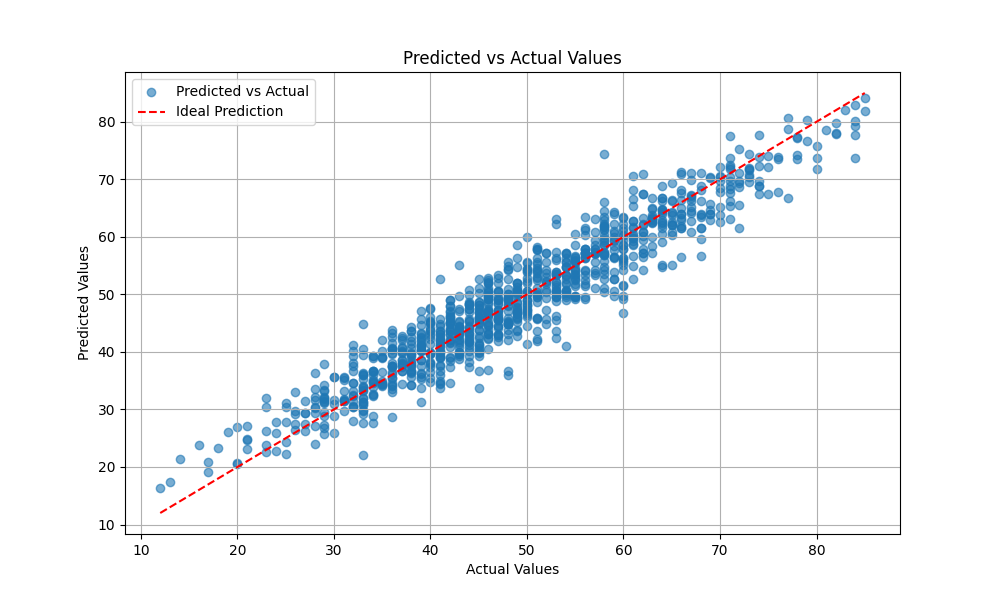 Predicted vs Actual Values
Predicted vs Actual
Ideal Prediction
80
70
60
50
40
30
20
10
Predicted Values
10 20 30 40 50 60 70 80
Actual Values